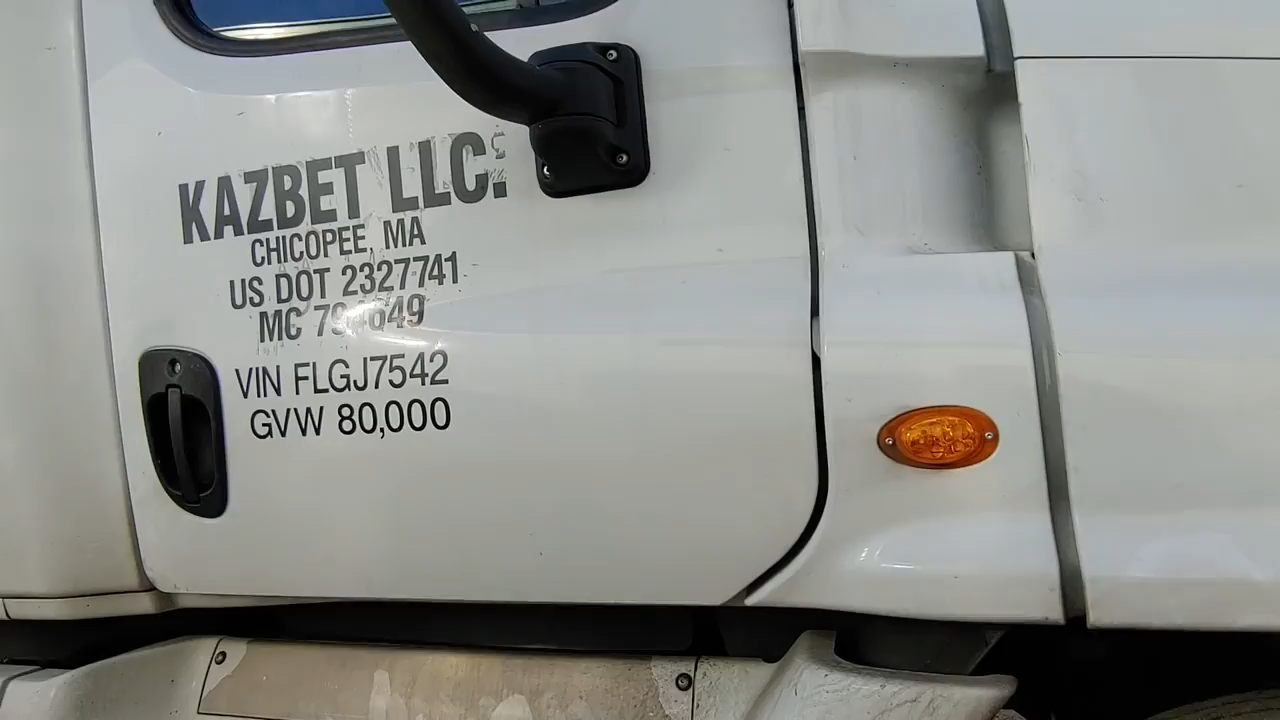 KAZBET LLC.
CHICOPEE, MA
US DOT 2327741
MC
VIN FLGJ7542
GVW 80,000